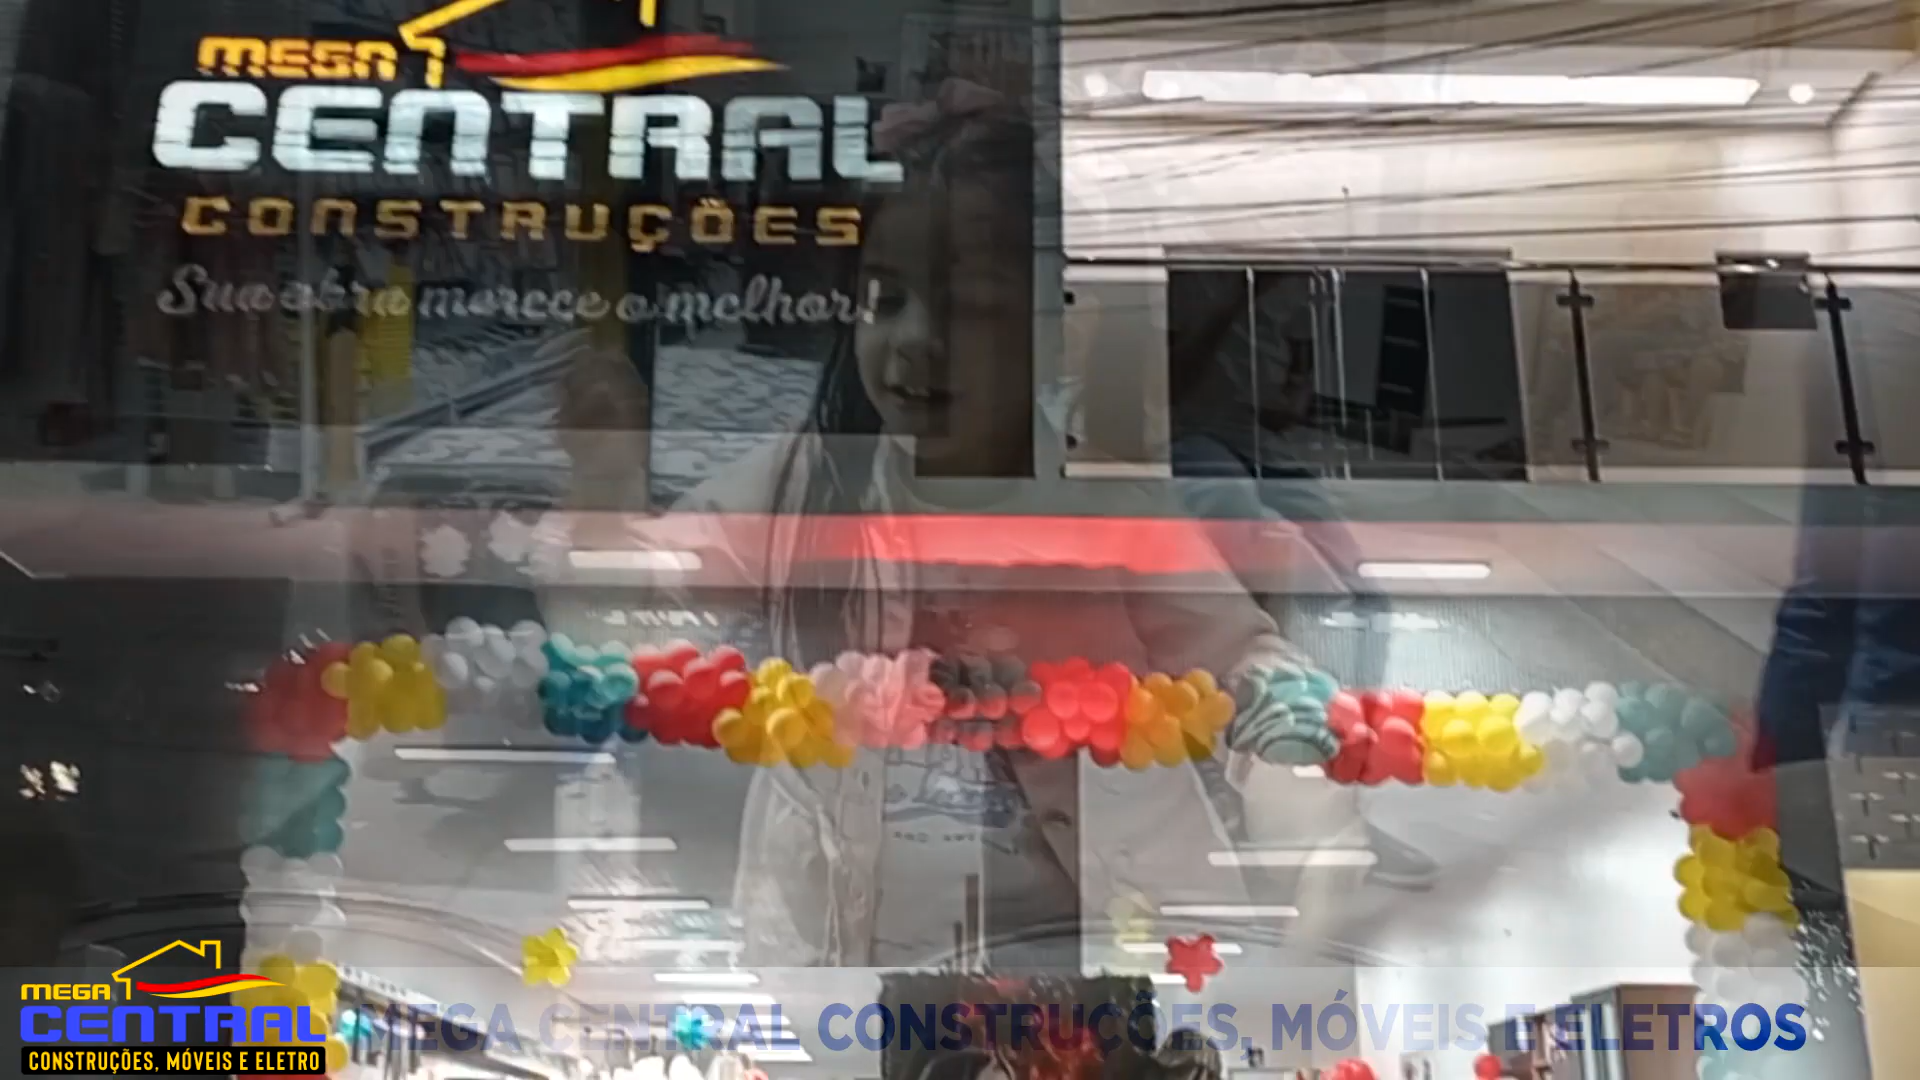 MEGA
CENTRAL
CONSTRUÇÕES
Sua obra merece o melhor!
MEGA
CENTRAL
CONSTRUÇÕES, MÓVEIS E ELETRO
MEGA CENTRAL CONSTRUÇÕES, MÓVEIS E ELETROS